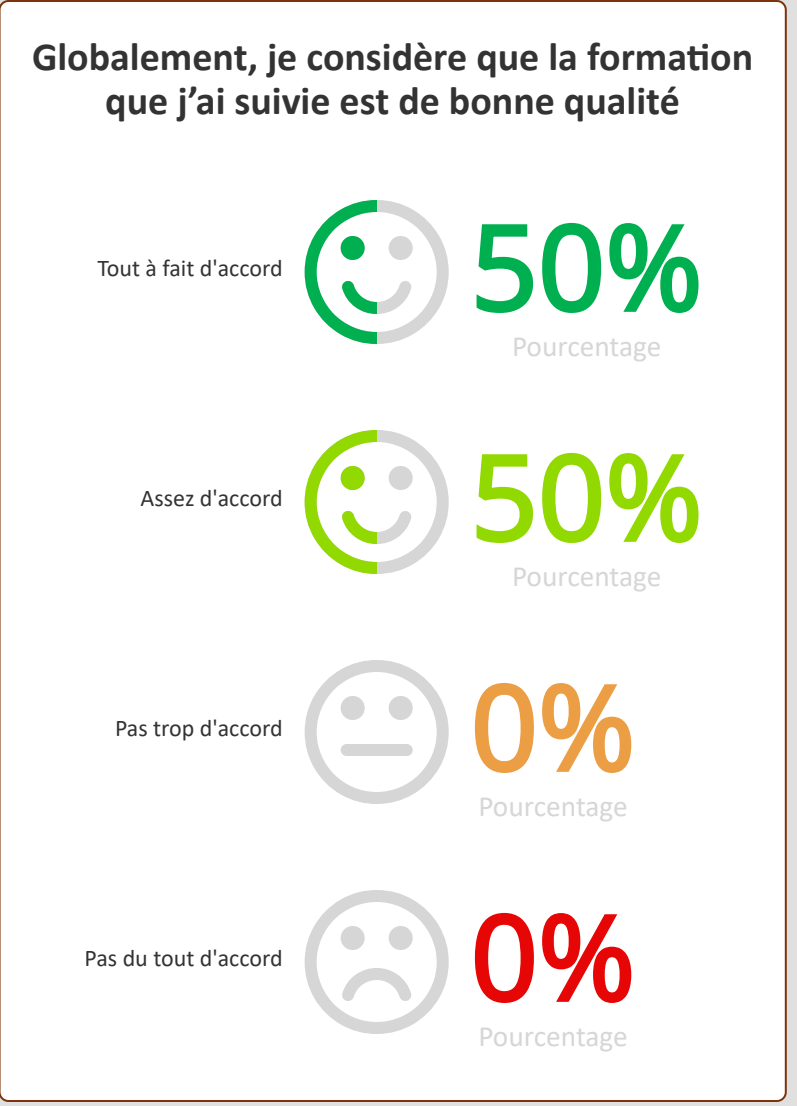 Globalement, je considère que la formation
que j’ai suivie est de bonne qualité
Tout à fait d'accord
50%
Pourcentage
Assez d'accord
50%
Pourcentage
Pas trop d'accord
0%
Pourcentage
Pas du tout d'accord
0%
Pourcentage